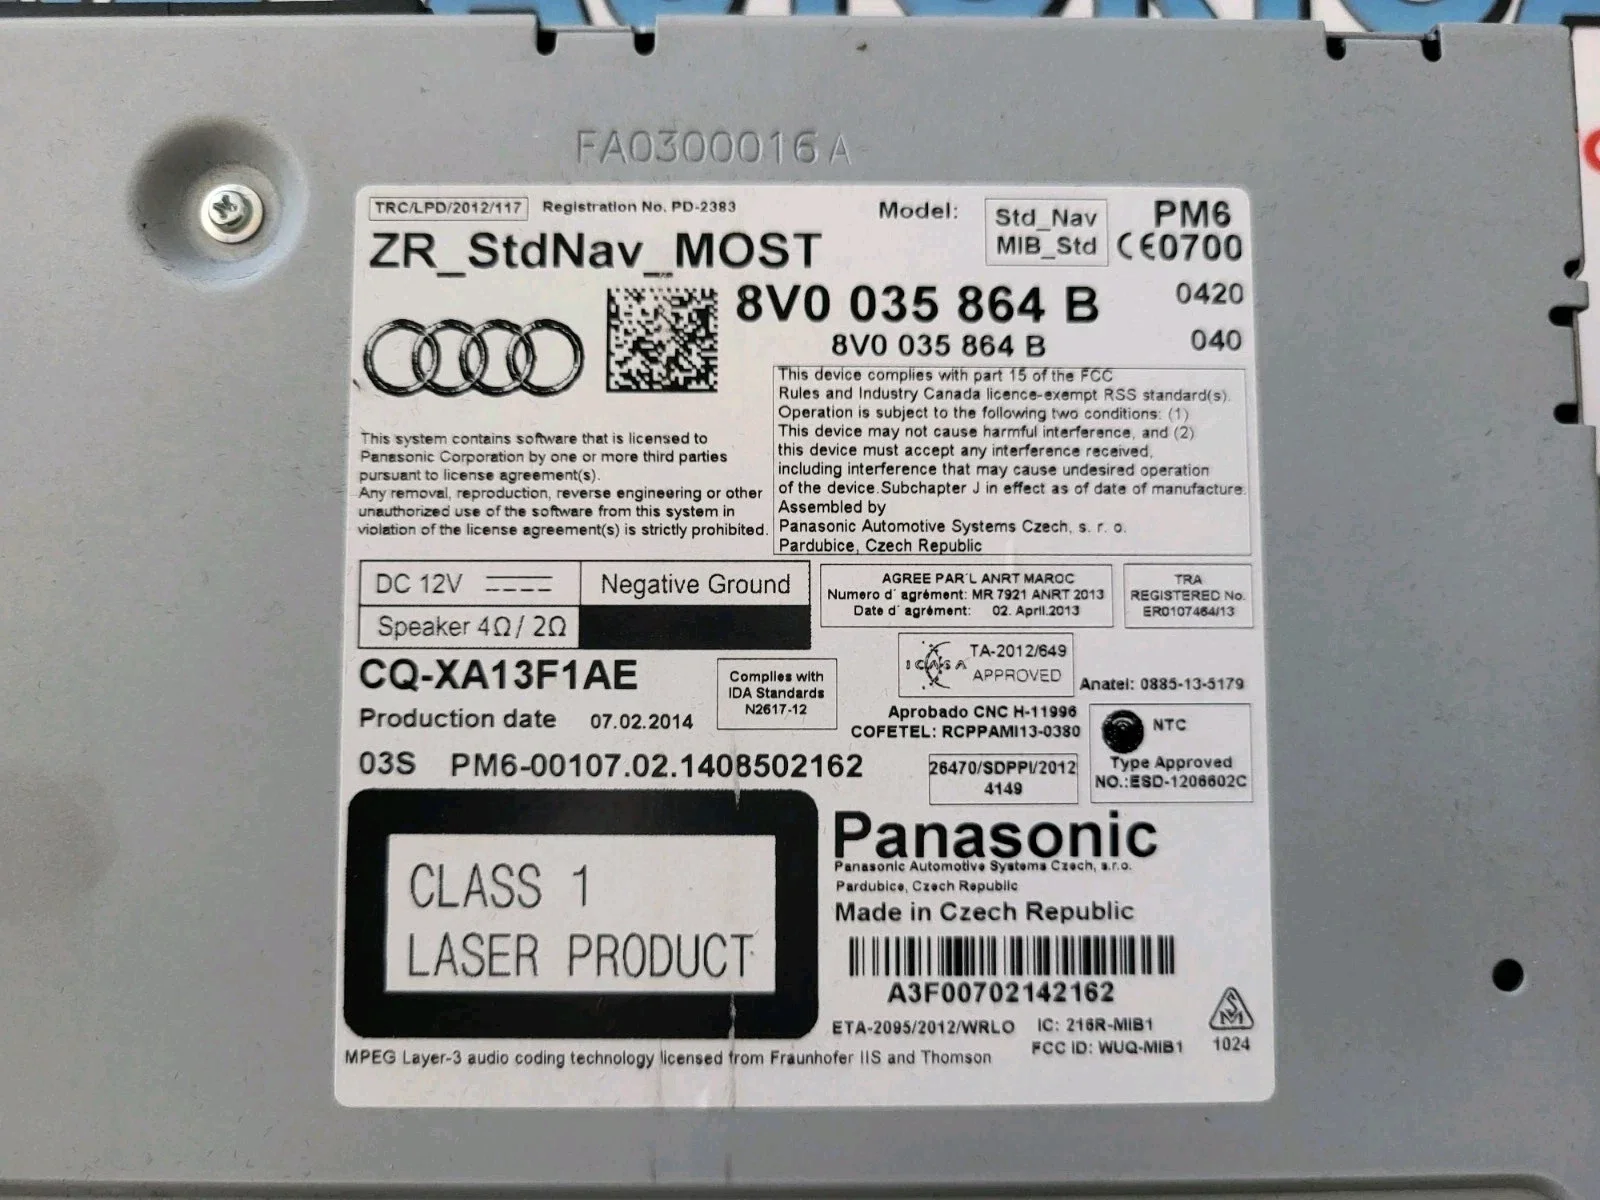 FA0300016A
TRC/LPD/2012/117
Registration No. PD-2383
Model:
Std_Nav
MIB_Std
PM6
CE0700
ZR_StdNav_MOST
8V0 035 864 B
0420
8V0 035 864 B
040
This device complies with part 15 of the FCC
Rules and Industry Canada licence-exempt RSS standard(s).
Operation is subject to the following two conditions: (1)
This device may not cause harmful interference, and (2)
this device must accept any interference received,
including interference that may cause undesired operation
of the device.Subchapter J in effect as of date of manufacture.
Assembled by
Panasonic Automotive Systems Czech, s. r. o.
Pardubice, Czech Republic
This system contains software that is licensed to
Panasonic Corporation by one or more third parties
pursuant to license agreement(s).
Any removal, reproduction, reverse engineering or other
unauthorized use of the software from this system in
violation of the license agreement(s) is strictly prohibited.
DC 12V
Negative Ground
Speaker 4Ω/ 2Ω
AGREE PAR'L ANRT MAROC
Numero d' agrément: MR 7921 ANRT 2013
Date d' agrément: 02. April.2013
TRA
REGISTERED No.
ER0107464/13
CQ-XA13F1AE
Complies with
IDA Standards
N2617-12
ICASA
TA-2012/649
APPROVED
Anatel: 0885-13-5179
Production date 07.02.2014
Aprobado CNC H-11996
COFETEL: RCPPAMI13-0380
NTC
Type Approved
NO.:ESD-1206602C
03S PM6-00107.02.1408502162
26470/SDPPI/2012
4149
CLASS 1
LASER PRODUCT
Panasonic
Panasonic Automotive Systems Czech, s.r.o.
Pardubice, Czech Republic
Made in Czech Republic
A3F00702142162
ETA-2095/2012/WRLO
IC: 216R-MIB1
FCC ID: WUQ-MIB1
1024
MPEG Layer-3 audio coding technology licensed from Fraunhofer IIS and Thomson